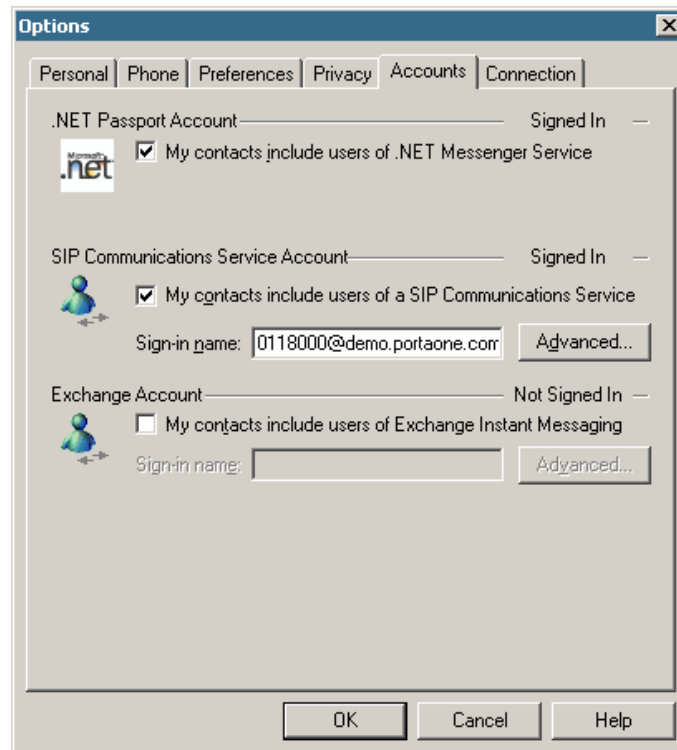 Options
Personal Phone Preferences Privacy Accounts Connection
.NET Passport Account Signed In
Microsoft .net My contacts include users of .NET Messenger Service
SIP Communications Service Account Signed In
My contacts include users of a SIP Communications Service
Sign-in name: 0118000@demo.portaone.com Advanced...
Exchange Account Not Signed In
My contacts include users of Exchange Instant Messaging
Sign-in name: Advanced...
OK Cancel Help